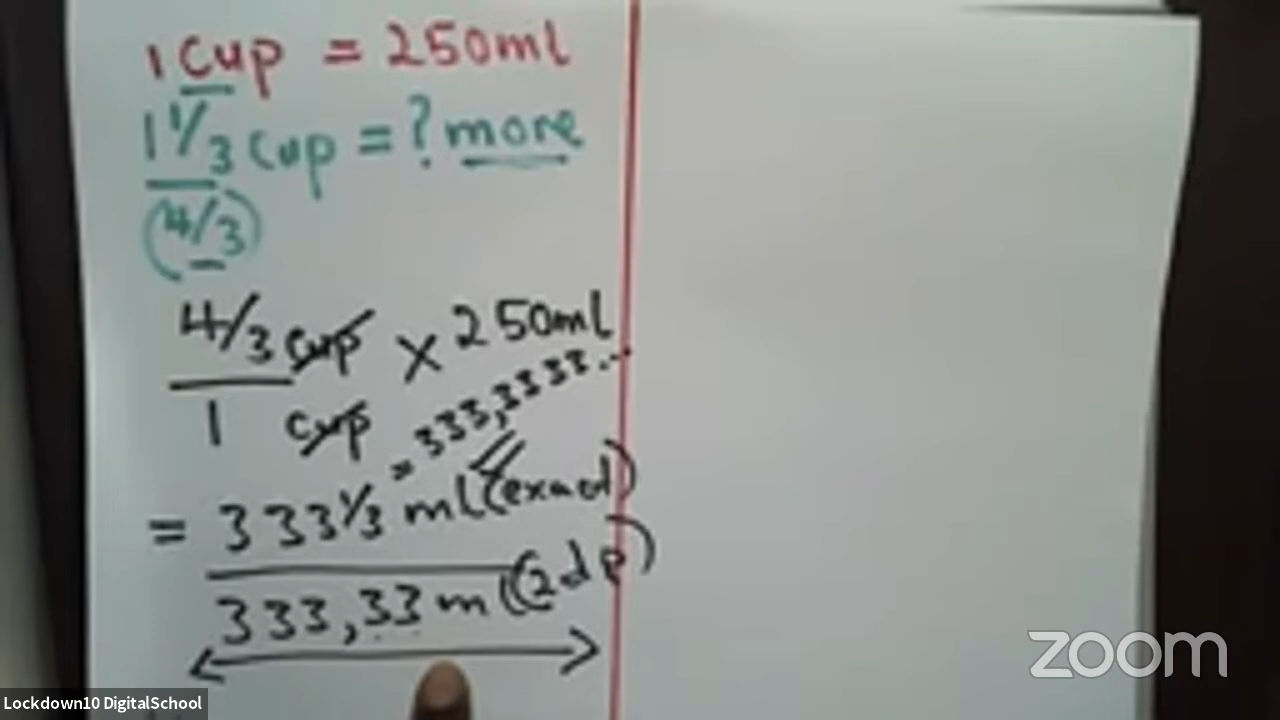 1 cup = 250ml
1 1/3 cup = ? more
(4/3)
4/3 cup × 250ml
1 cup
= 333,3333...
= 333 1/3 ml (exact)
333,33 ml (2dp)
zoom
Lockdown10 DigitalSchool